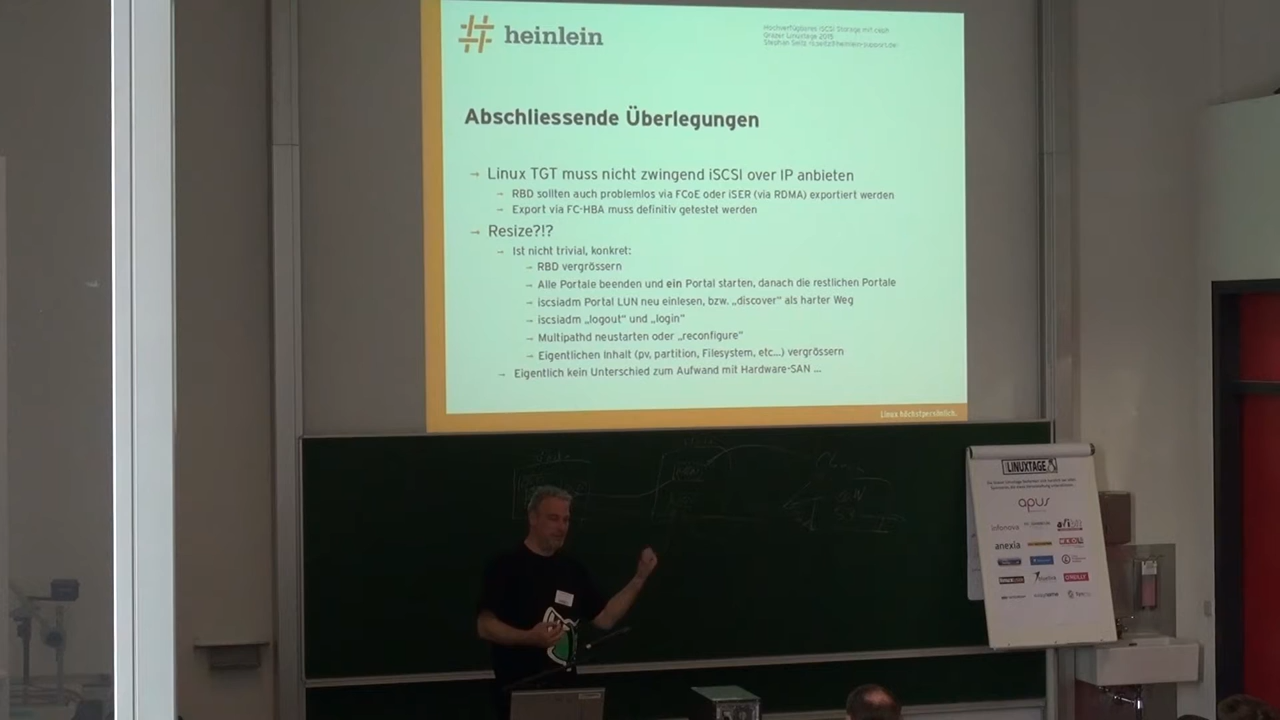 heinlein
Hochverfügbares iSCSI Storage mit ceph
Grazer Linuxtage 2015
Stephan Seitz <s.seitz@heinlein-support.de>
Abschliessende Überlegungen
→ Linux TGT muss nicht zwingend iSCSI over IP anbieten
→ RBD sollten auch problemlos via FCoE oder iSER (via RDMA) exportiert werden
→ Export via FC-HBA muss definitiv getestet werden
→ Resize?!?
→ Ist nicht trivial, konkret:
→ RBD vergrössern
→ Alle Portale beenden und ein Portal starten, danach die restlichen Portale
→ iscsiadm Portal LUN neu einlesen, bzw. „discover" als harter Weg
→ iscsiadm „logout" und „login"
→ Multipathd neustarten oder „reconfigure"
→ Eigentlichen Inhalt (pv, partition, Filesystem, etc...) vergrössern
→ Eigentlich kein Unterschied zum Aufwand mit Hardware-SAN ...
Linux höchstpersönlich.
LINUXTAGE
apus
infonova
anexia
O'REILLY